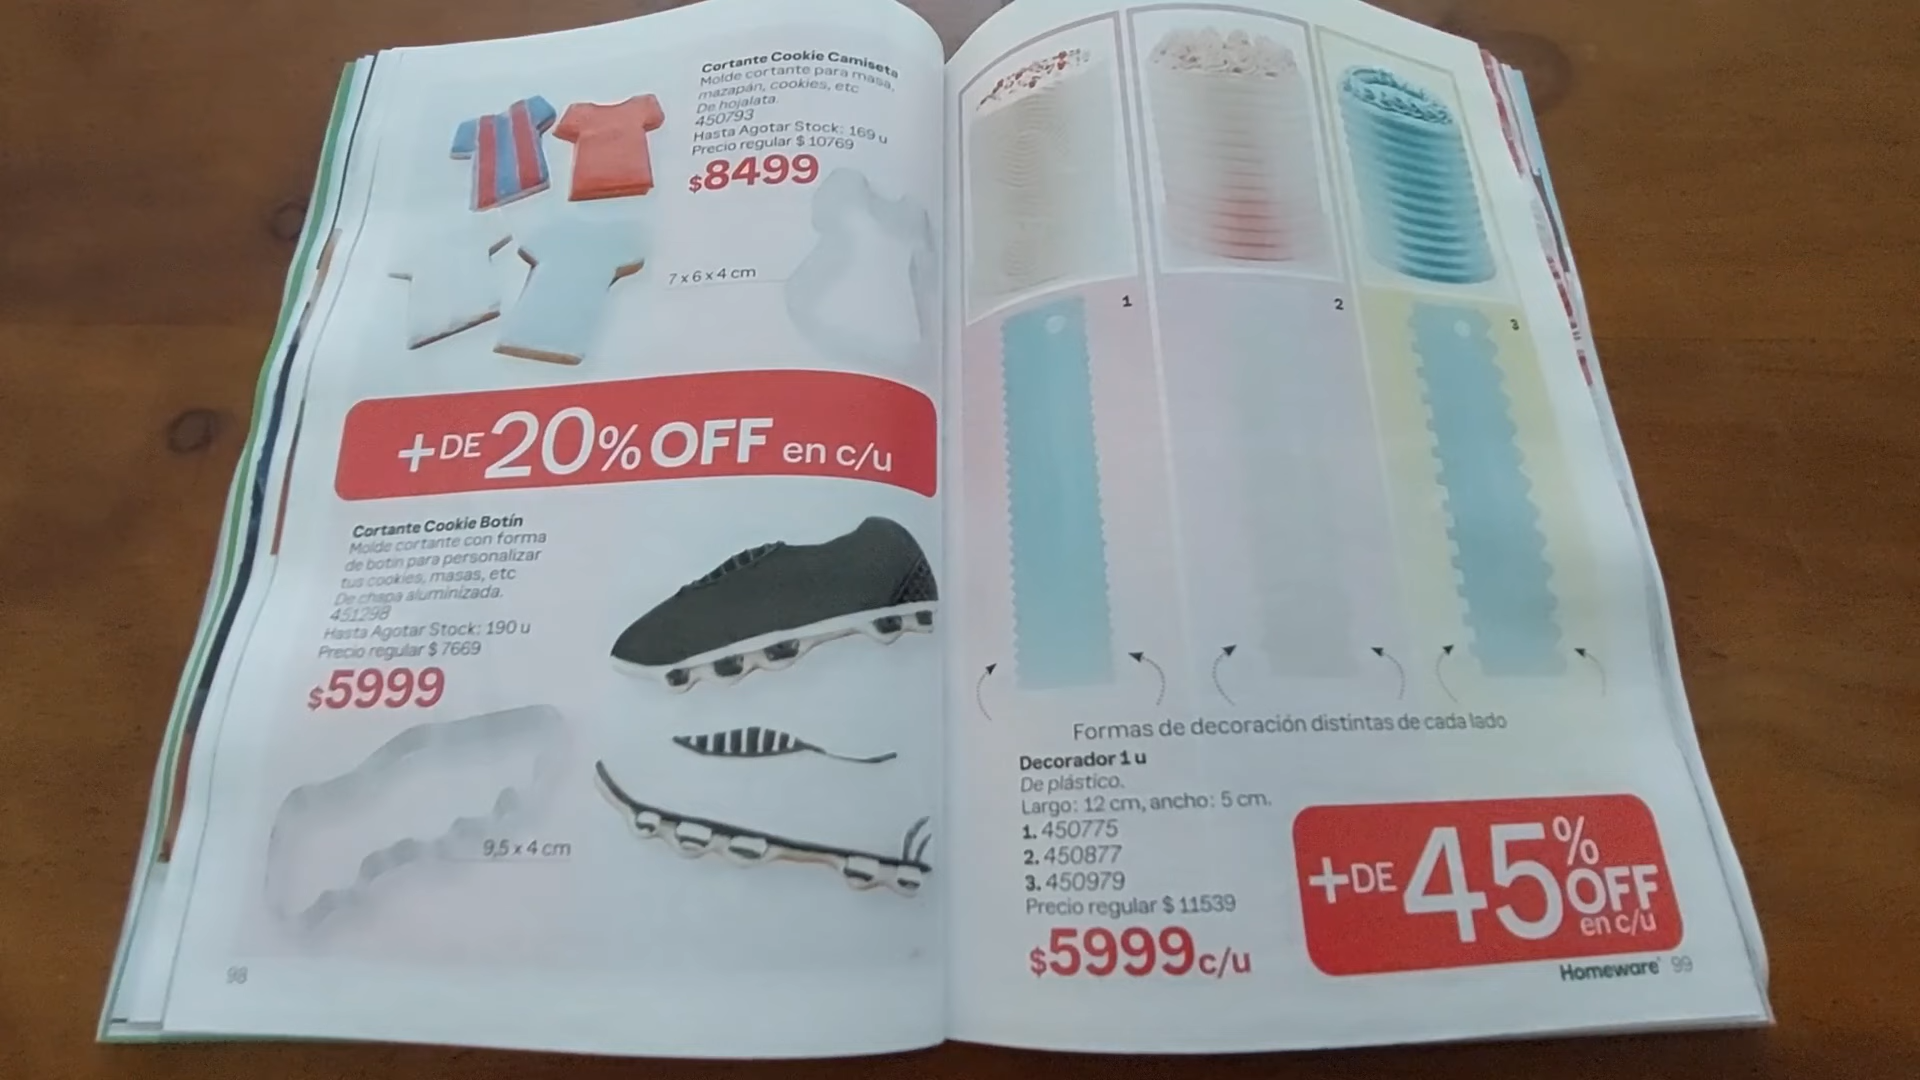 Cortante Cookie Camiseta
Molde cortante para masa,
mazapán, cookies, etc
De hojalata.
450793
Hasta Agotar Stock: 169 u
Precio regular $ 10769
$8499
7 x 6 x 4 cm
+DE 20% OFF en c/u
Cortante Cookie Botín
Molde cortante con forma
de botín para personalizar
tus cookies, masas, etc
De chapa aluminizada.
451298
Hasta Agotar Stock: 190 u
Precio regular $ 7669
$5999
9,5 x 4 cm
98
1
2
3
Formas de decoración distintas de cada lado
Decorador 1 u
De plástico.
Largo: 12 cm, ancho: 5 cm.
1. 450775
2. 450877
3. 450979
Precio regular $ 11539
$5999 c/u
+DE 45% OFF en c/u
Homeware 99